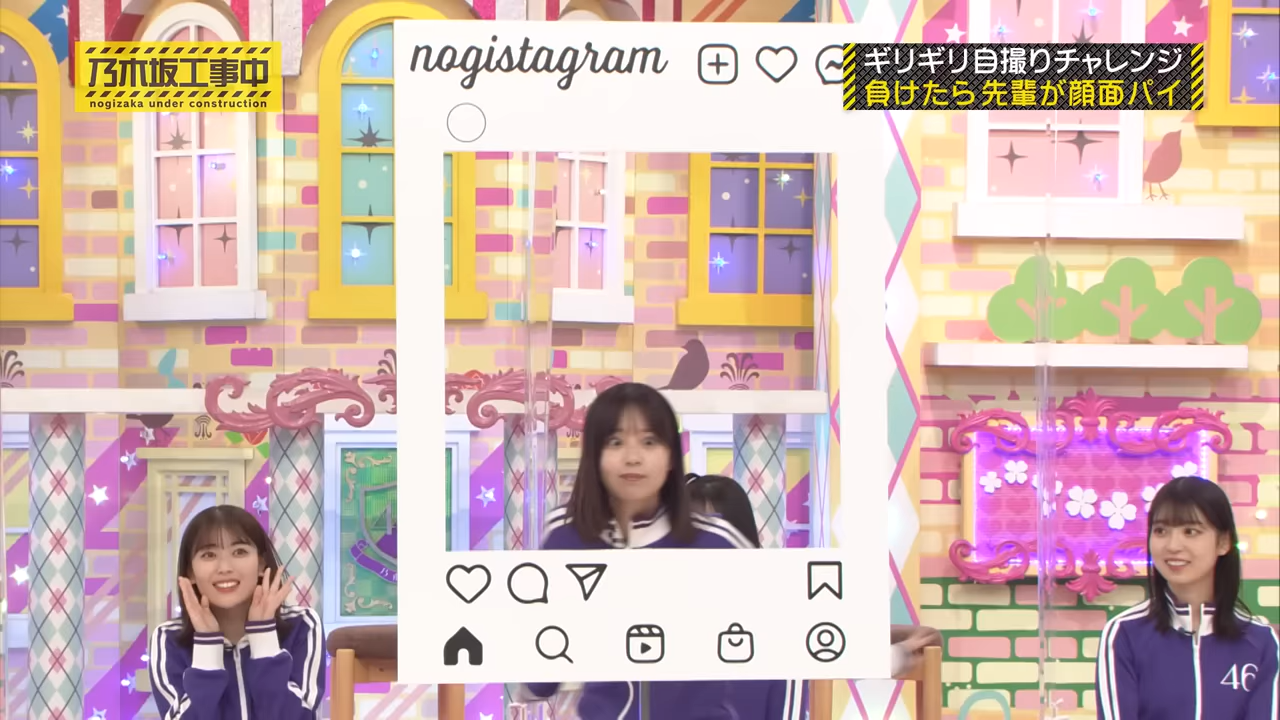 乃木坂工事中
nogizaka under construction
nogistagram
ギリギリ自撮りチャレンジ
負けたら先輩が顔面パイ
46